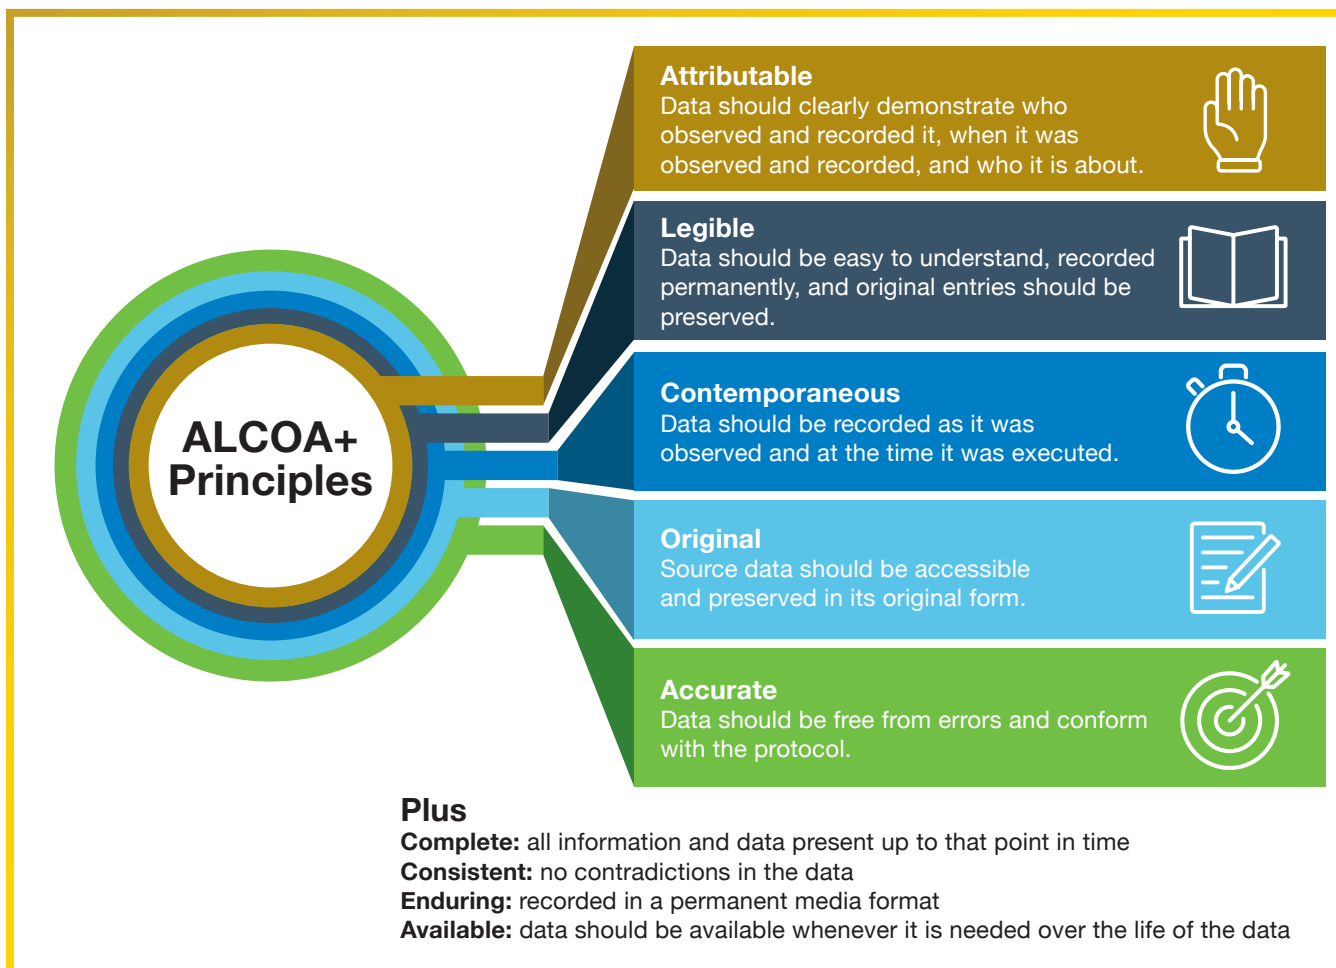 ALCOA+
Principles
Attributable
Data should clearly demonstrate who
observed and recorded it, when it was
observed and recorded, and who it is about.
Legible
Data should be easy to understand, recorded
permanently, and original entries should be
preserved.
Contemporaneous
Data should be recorded as it was
observed and at the time it was executed.
Original
Source data should be accessible
and preserved in its original form.
Accurate
Data should be free from errors and conform
with the protocol.
Plus
Complete: all information and data present up to that point in time
Consistent: no contradictions in the data
Enduring: recorded in a permanent media format
Available: data should be available whenever it is needed over the life of the data